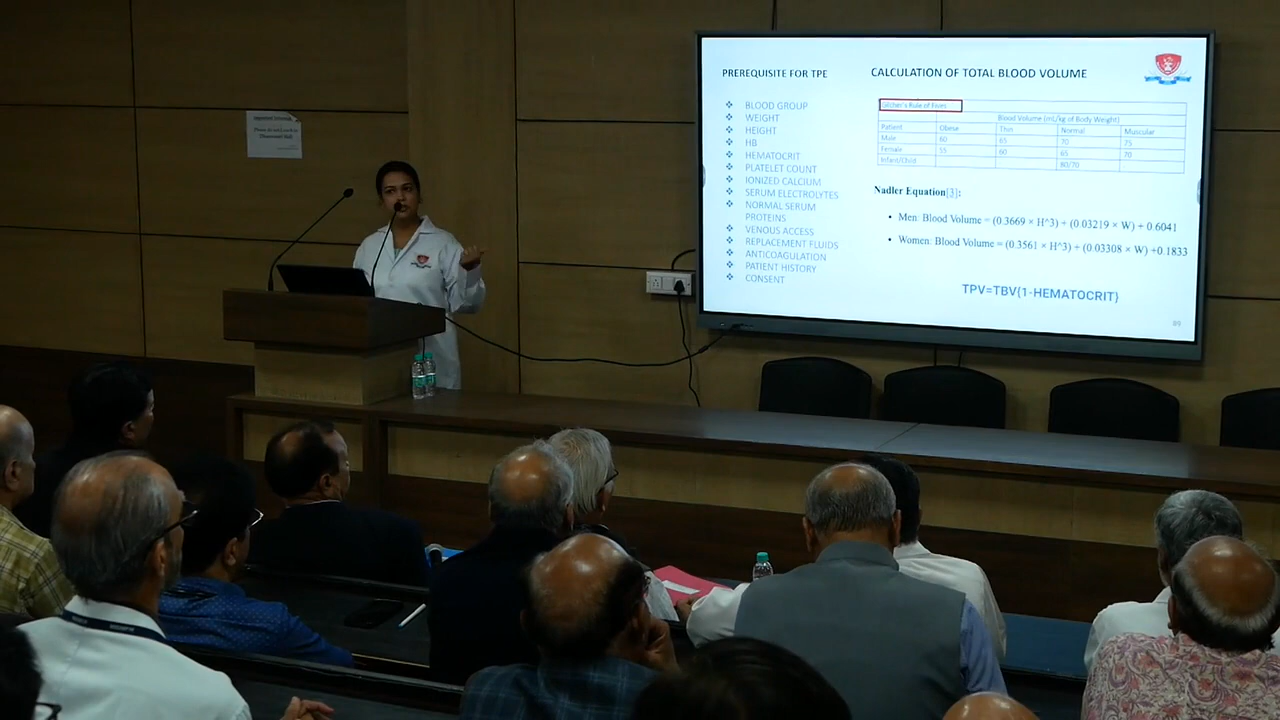 PREREQUISITE FOR TPE
BLOOD GROUP
WEIGHT
HEIGHT
HB
HEMATOCRIT
PLATELET COUNT
IONIZED CALCIUM
SERUM ELECTROLYTES
NORMAL SERUM
PROTEINS
VENOUS ACCESS
REPLACEMENT FLUIDS
ANTICOAGULATION
PATIENT HISTORY
CONSENT
CALCULATION OF TOTAL BLOOD VOLUME
Gilcher's Rule of Fives
Blood Volume (mL/kg of Body Weight)
Patient Obese Thin Normal Muscular
Male 60 65 70 75
Female 55 60 65 70
Infant/Child 80/70
Nadler Equation[3]:
• Men: Blood Volume = (0.3669 × H^3) + (0.03219 × W) + 0.6041
• Women: Blood Volume = (0.3561 × H^3) + (0.03308 × W) +0.1833
TPV=TBV(1-HEMATOCRIT)
89